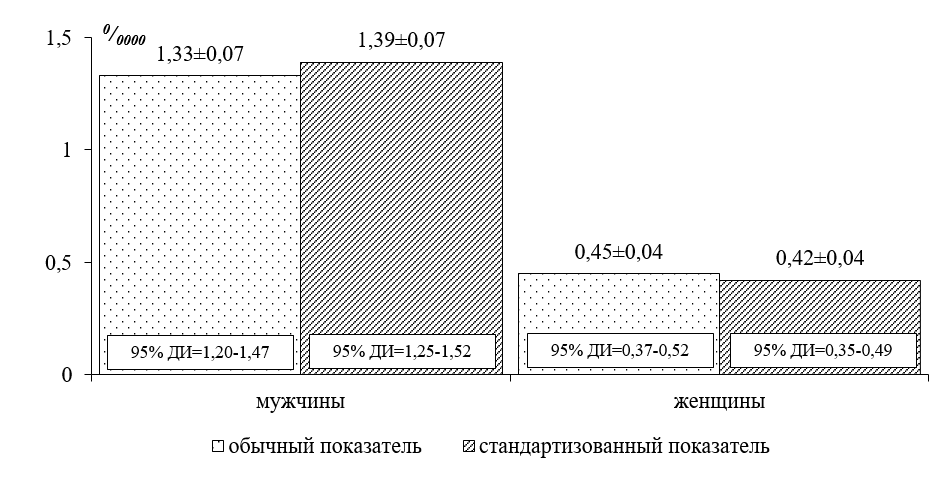 0/0000
1,5
1
0,5
0
1,33±0,07
1,39±0,07
0,45±0,04
0,42±0,04
95% ДИ=1,20-1,47
95% ДИ=1,25-1,52
95% ДИ=0,37-0,52
95% ДИ=0,35-0,49
мужчины
женщины
обычный показатель
стандартизованный показатель